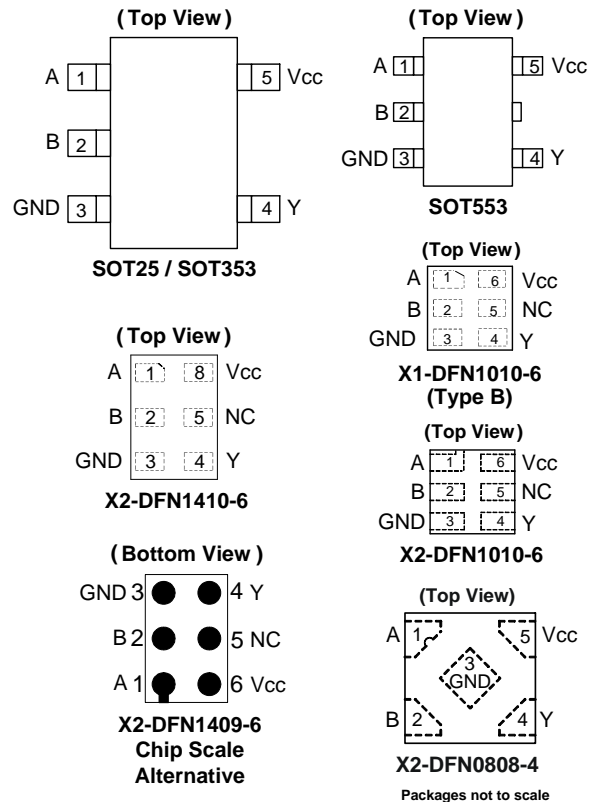 (Top View)
A 1 5 Vcc
B 2
GND 3 4 Y
SOT25 / SOT353
(Top View)
A 1 5 Vcc
B 2
GND 3 4 Y
SOT553
(Top View)
A 1 6 Vcc
B 2 5 NC
GND 3 4 Y
X1-DFN1010-6
(Type B)
(Top View)
A 1 8 Vcc
B 2 5 NC
GND 3 4 Y
X2-DFN1410-6
(Top View)
A 1 6 Vcc
B 2 5 NC
GND 3 4 Y
X2-DFN1010-6
(Bottom View)
GND 3 4 Y
B 2 5 NC
A 1 6 Vcc
X2-DFN1409-6
Chip Scale
Alternative
(Top View)
A 1 5 Vcc
3
GND
B 2 4 Y
X2-DFN0808-4
Packages not to scale